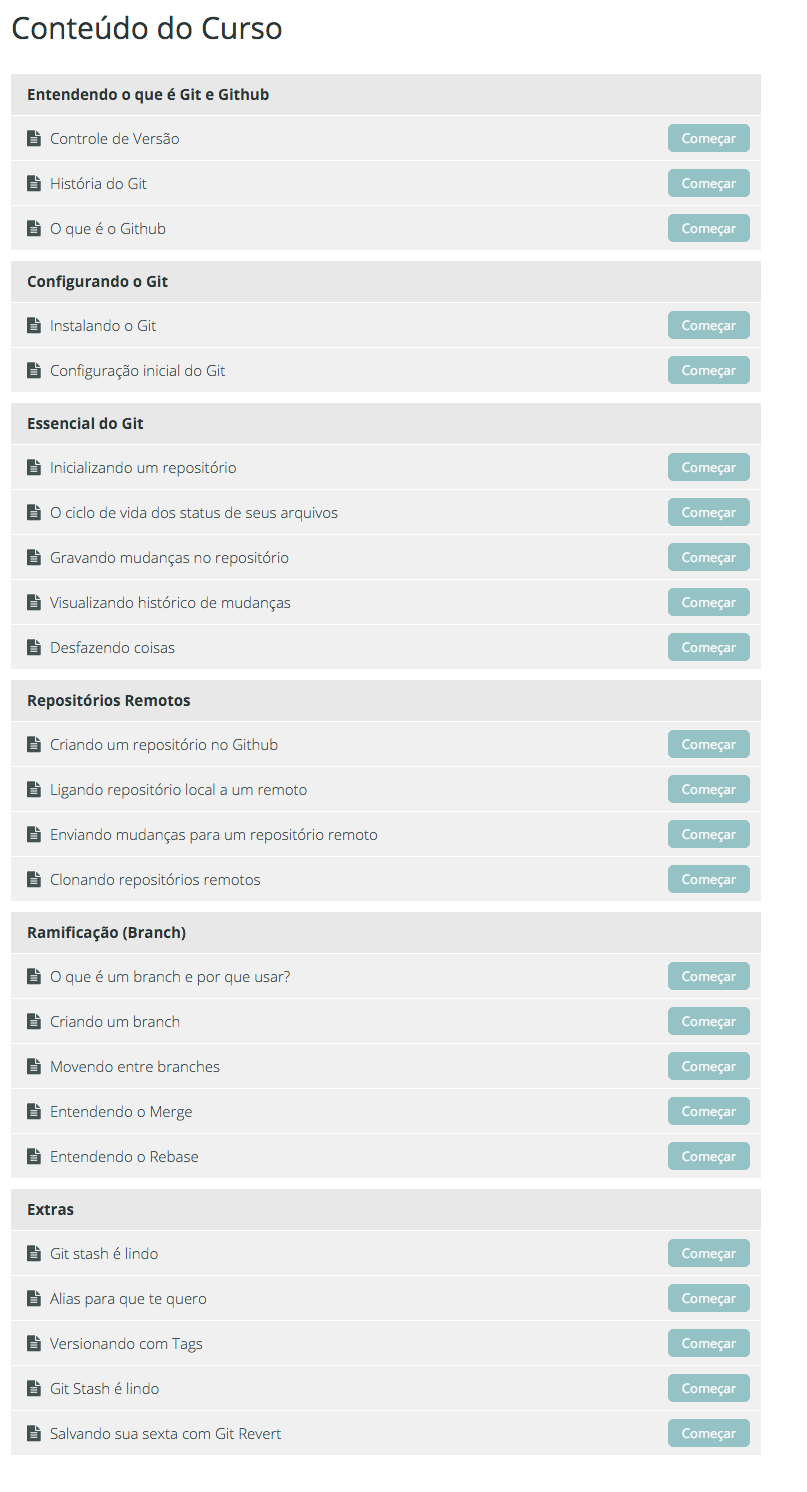 Conteúdo do Curso
Entendendo o que é Git e Github
Controle de Versão Começar
História do Git Começar
O que é o Github Começar
Configurando o Git
Instalando o Git Começar
Configuração inicial do Git Começar
Essencial do Git
Inicializando um repositório Começar
O ciclo de vida dos status de seus arquivos Começar
Gravando mudanças no repositório Começar
Visualizando histórico de mudanças Começar
Desfazendo coisas Começar
Repositórios Remotos
Criando um repositório no Github Começar
Ligando repositório local a um remoto Começar
Enviando mudanças para um repositório remoto Começar
Clonando repositórios remotos Começar
Ramificação (Branch)
O que é um branch e por que usar? Começar
Criando um branch Começar
Movendo entre branches Começar
Entendendo o Merge Começar
Entendendo o Rebase Começar
Extras
Git stash é lindo Começar
Alias para que te quero Começar
Versionando com Tags Começar
Git Stash é lindo Começar
Salvando sua sexta com Git Revert Começar